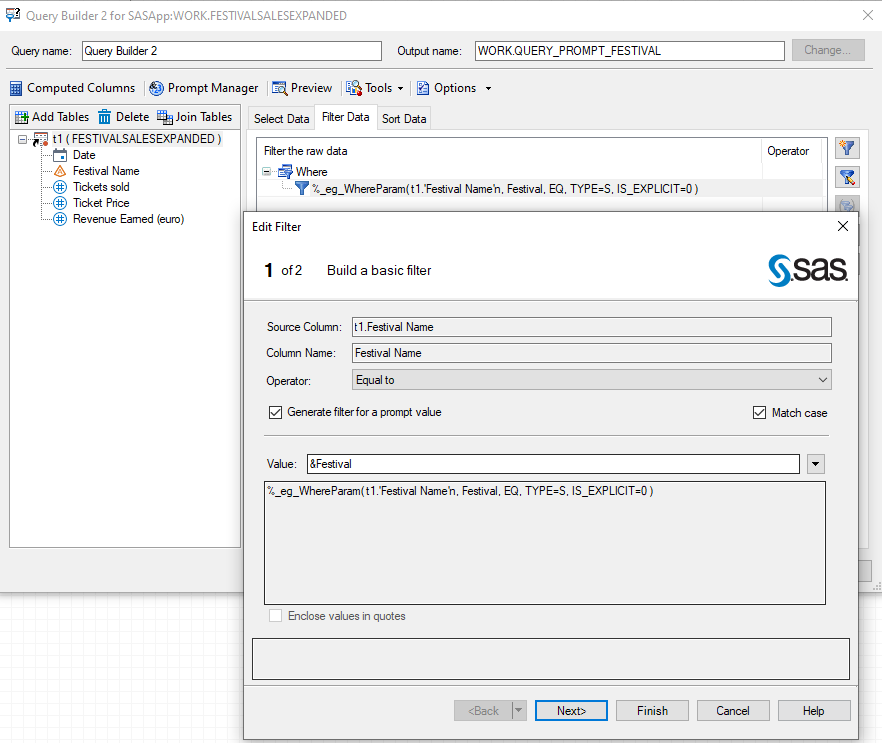 Query Builder 2 for SASApp:WORK.FESTIVALSALESEXPANDED
Query name: Query Builder 2 Output name: WORK.QUERY_PROMPT_FESTIVAL Change...
Computed Columns Prompt Manager Preview Tools Options
Add Tables Delete Join Tables Select Data Filter Data Sort Data
t1 ( FESTIVALSALESEXPANDED )
Date
Festival Name
Tickets sold
Ticket Price
Revenue Earned (euro)
Filter the raw data Operator
Where
%_eg_WhereParam( t1.'Festival Name'n, Festival, EQ, TYPE=S, IS_EXPLICIT=0 )
Edit Filter
1 of 2 Build a basic filter
sas.
Source Column: t1.Festival Name
Column Name: Festival Name
Operator: Equal to
Generate filter for a prompt value Match case
Value: &Festival
%_eg_WhereParam( t1.'Festival Name'n, Festival, EQ, TYPE=S, IS_EXPLICIT=0 )
Enclose values in quotes
<Back Next> Finish Cancel Help